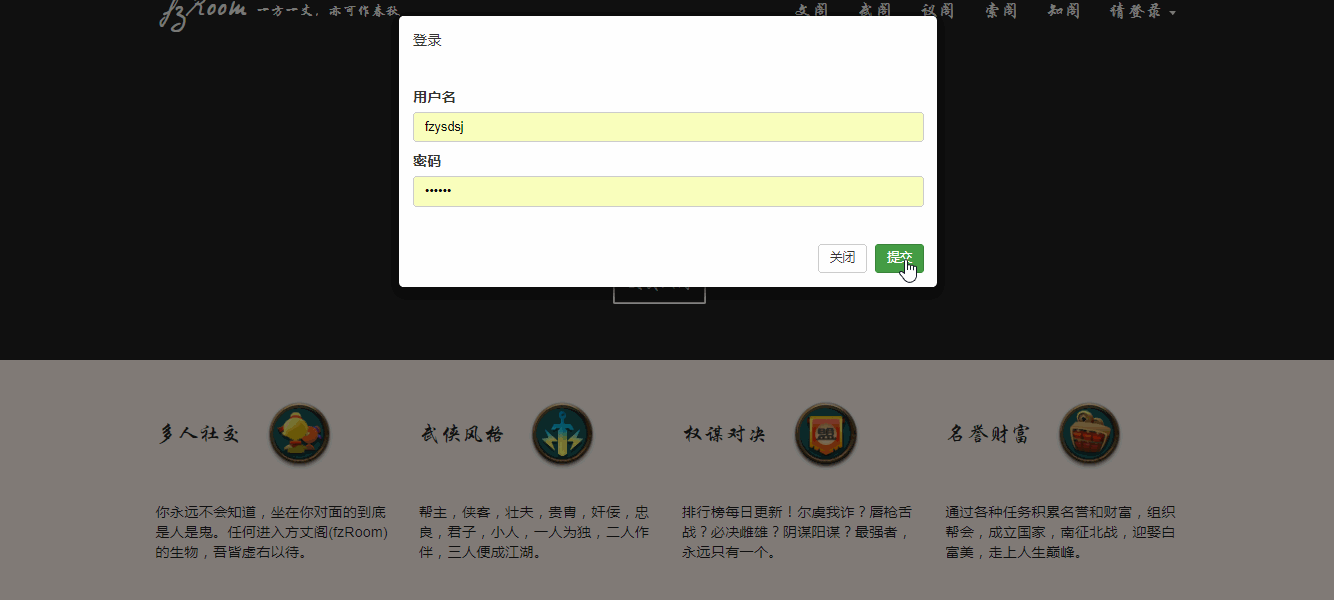 fzRoom 一方一丈，亦可作春秋
文阁 武阁 议阁 索阁 知阁 请登录
登录
用户名
fzysdsj
密码
••••••
关闭 提交
多人社交 武侠风格 权谋对决 名誉财富
你永远不会知道，坐在你对面的到底
是人是鬼。任何进入方丈阁(fzRoom)
的生物，吾皆虚右以待。
帮主，侠客，壮夫，贵胄，奸佞，忠
良，君子，小人，一人为独，二人作
伴，三人便成江湖。
排行榜每日更新！尔虞我诈？唇枪舌
战？必决雌雄？阴谋阳谋？最强者，
永远只有一个。
通过各种任务积累名誉和财富，组织
帮会，成立国家，南征北战，迎娶白
富美，走上人生巅峰。